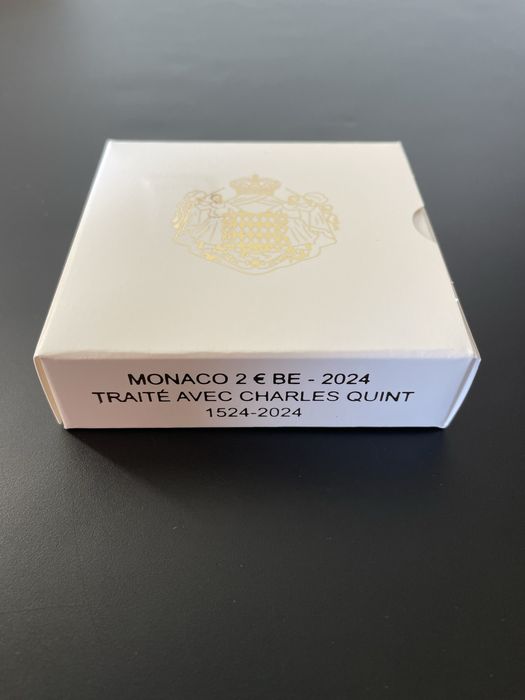 MONACO 2 € BE - 2024
TRAITÉ AVEC CHARLES QUINT
1524-2024